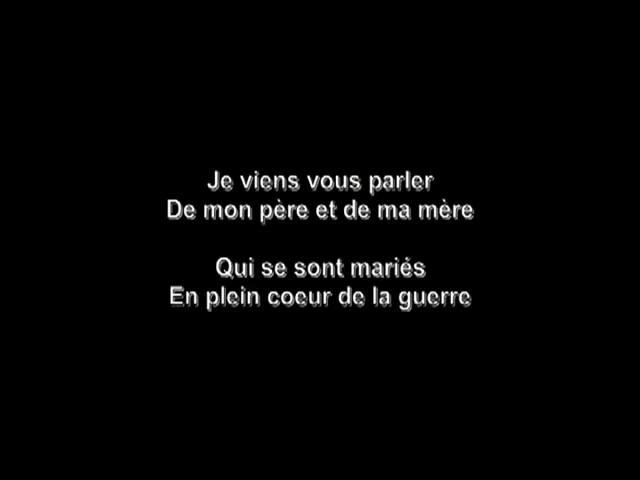 Je viens vous parler
De mon père et de ma mère
Qui se sont mariés
En plein coeur de la guerre